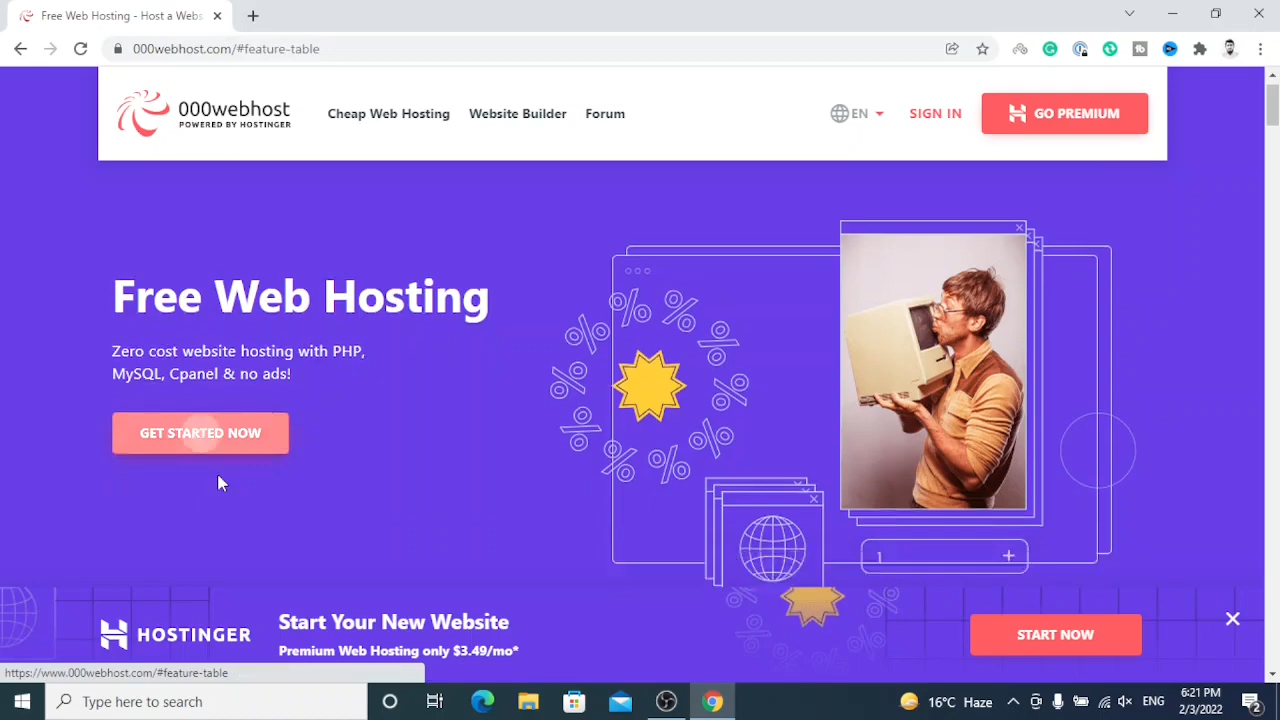 Free Web Hosting - Host a Webs
000webhost.com/#feature-table
000webhost
POWERED BY HOSTINGER
Cheap Web Hosting
Website Builder
Forum
EN
SIGN IN
GO PREMIUM
Free Web Hosting
Zero cost website hosting with PHP,
MySQL, Cpanel & no ads!
GET STARTED NOW
1
HOSTINGER
Start Your New Website
Premium Web Hosting only $3.49/mo*
START NOW
https://www.000webhost.com/#feature-table
Type here to search
16°C Haze
ENG
6:21 PM
2/3/2022
2